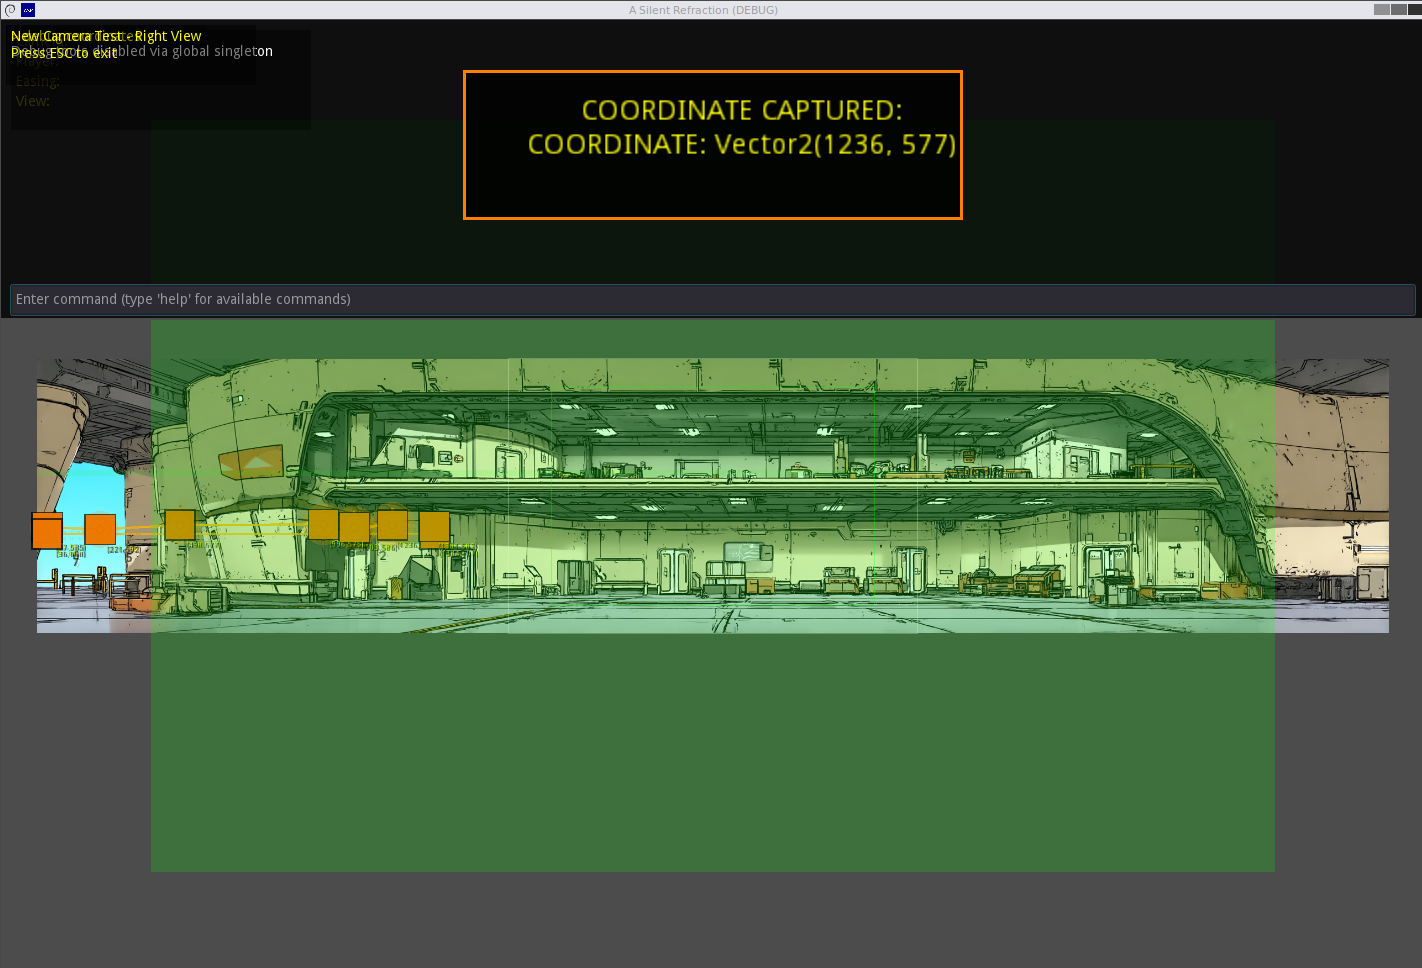 A Silent Refraction (DEBUG)
New Camera Test - Right View
Debug tools disabled via global singleton
Press ESC to exit
Player:
Easing:
View:
COORDINATE CAPTURED:
COORDINATE: Vector2(1236, 577)
Enter command (type 'help' for available commands)